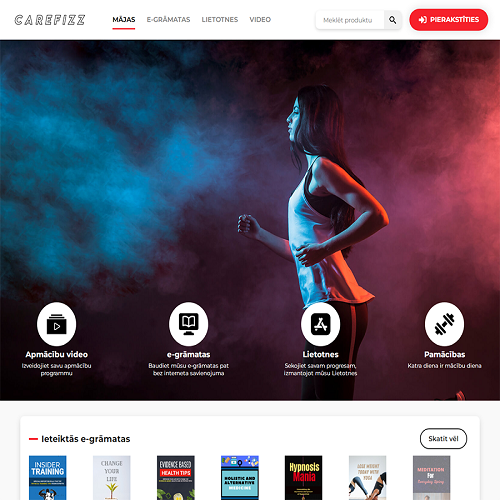 CAREFIZZ
MĀJAS E-GRĀMATAS LIETOTNES VIDEO
Meklēt produktu
PIERAKSTĪTIES
Apmācību video
Izveidojiet savu apmācību
programmu
e-grāmatas
Baudiet mūsu e-grāmatas pat
bez interneta savienojuma
Lietotnes
Sekojiet savam progresam,
izmantojot mūsu Lietotnes
Pamācības
Katra diena ir mācību diena
Ieteiktās e-grāmatas
Skatīt vēl
INSIDER
TRAINING
CHANGE
YOUR
LIFE
EVIDENCE BASED
HEALTH TIPS
HOLISTIC AND
ALTERNATIVE
MEDICINE
Hypnosis
Mania
LOSE WEIGHT
TODAY WITH
YOGA
MEDITATION
For
Everyday Living